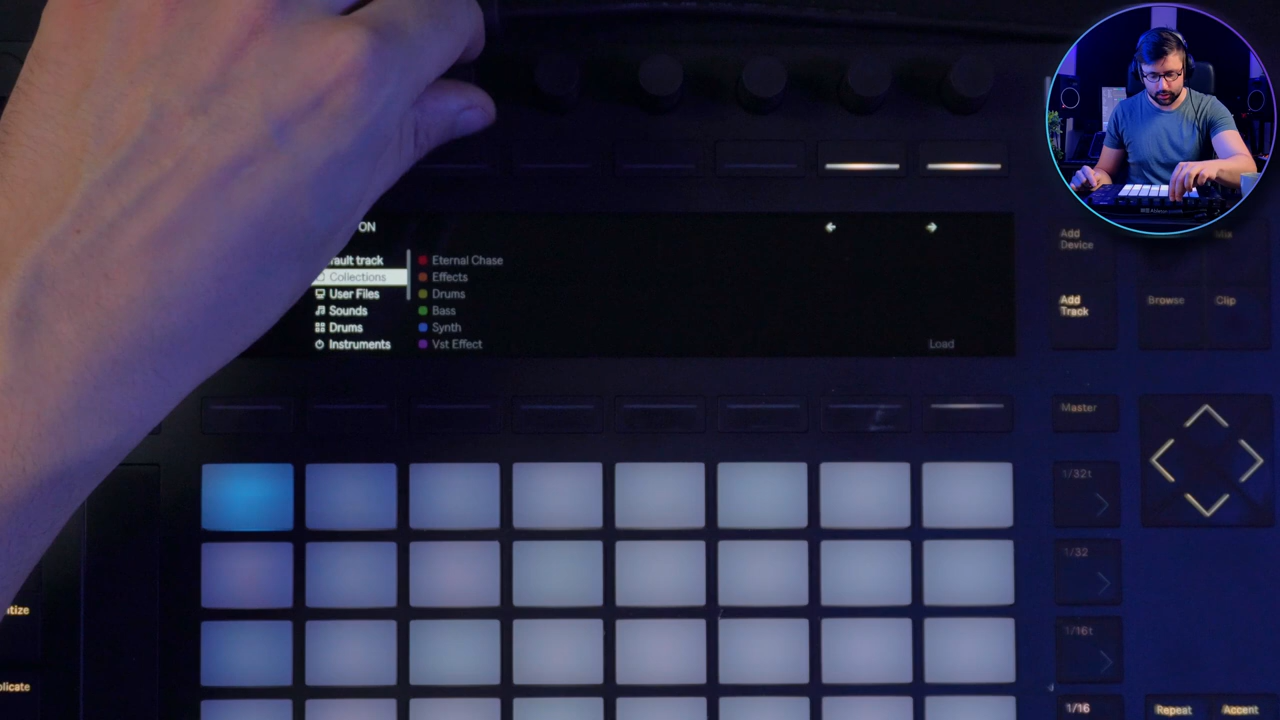 ON
ault track
Collections
User Files
Sounds
Drums
Instruments
Eternal Chase
Effects
Drums
Bass
Synth
Vst Effect
Load
Add
Device
Mix
Add
Track
Browse
Clip
Master
1/32t
1/32
1/16t
1/16
Repeat
Accent
tize
licate